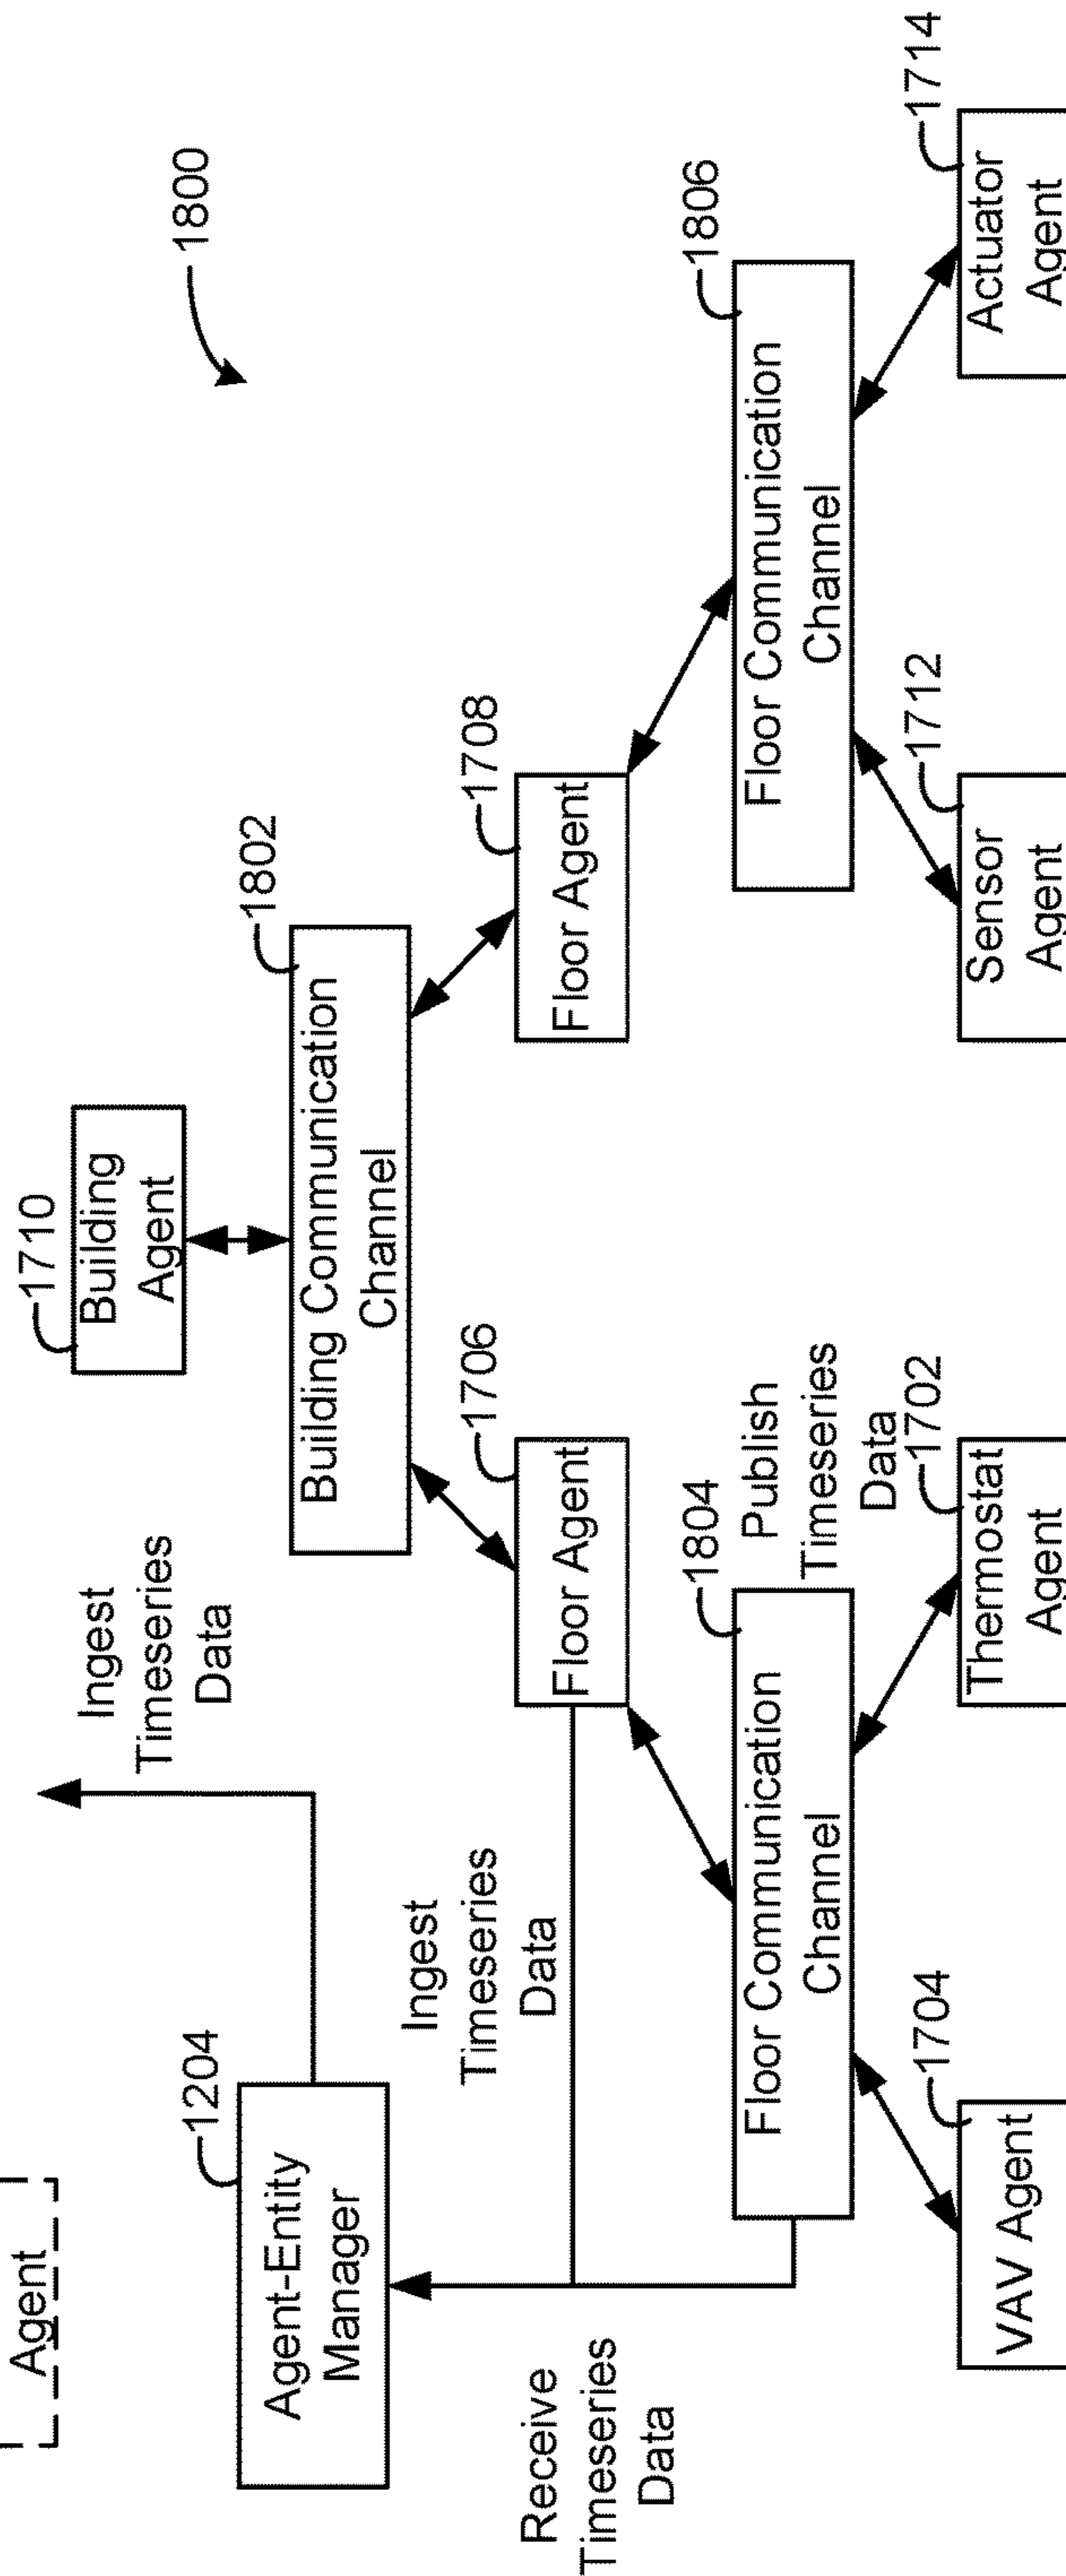 Agent
1204
Agent-Entity
Manager
Ingest
Timeseries
Data
1710
Building
Agent
1802
Building Communication
Channel
1800
Receive
Timeseries
Data
Ingest
Timeseries
Data
1706
Floor Agent
1708
Floor Agent
1804
Floor Communication
Channel
Publish
Timeseries
Data
1806
Floor Communication
Channel
1704
VAV Agent
1702
Thermostat
Agent
1712
Sensor
Agent
1714
Actuator
Agent